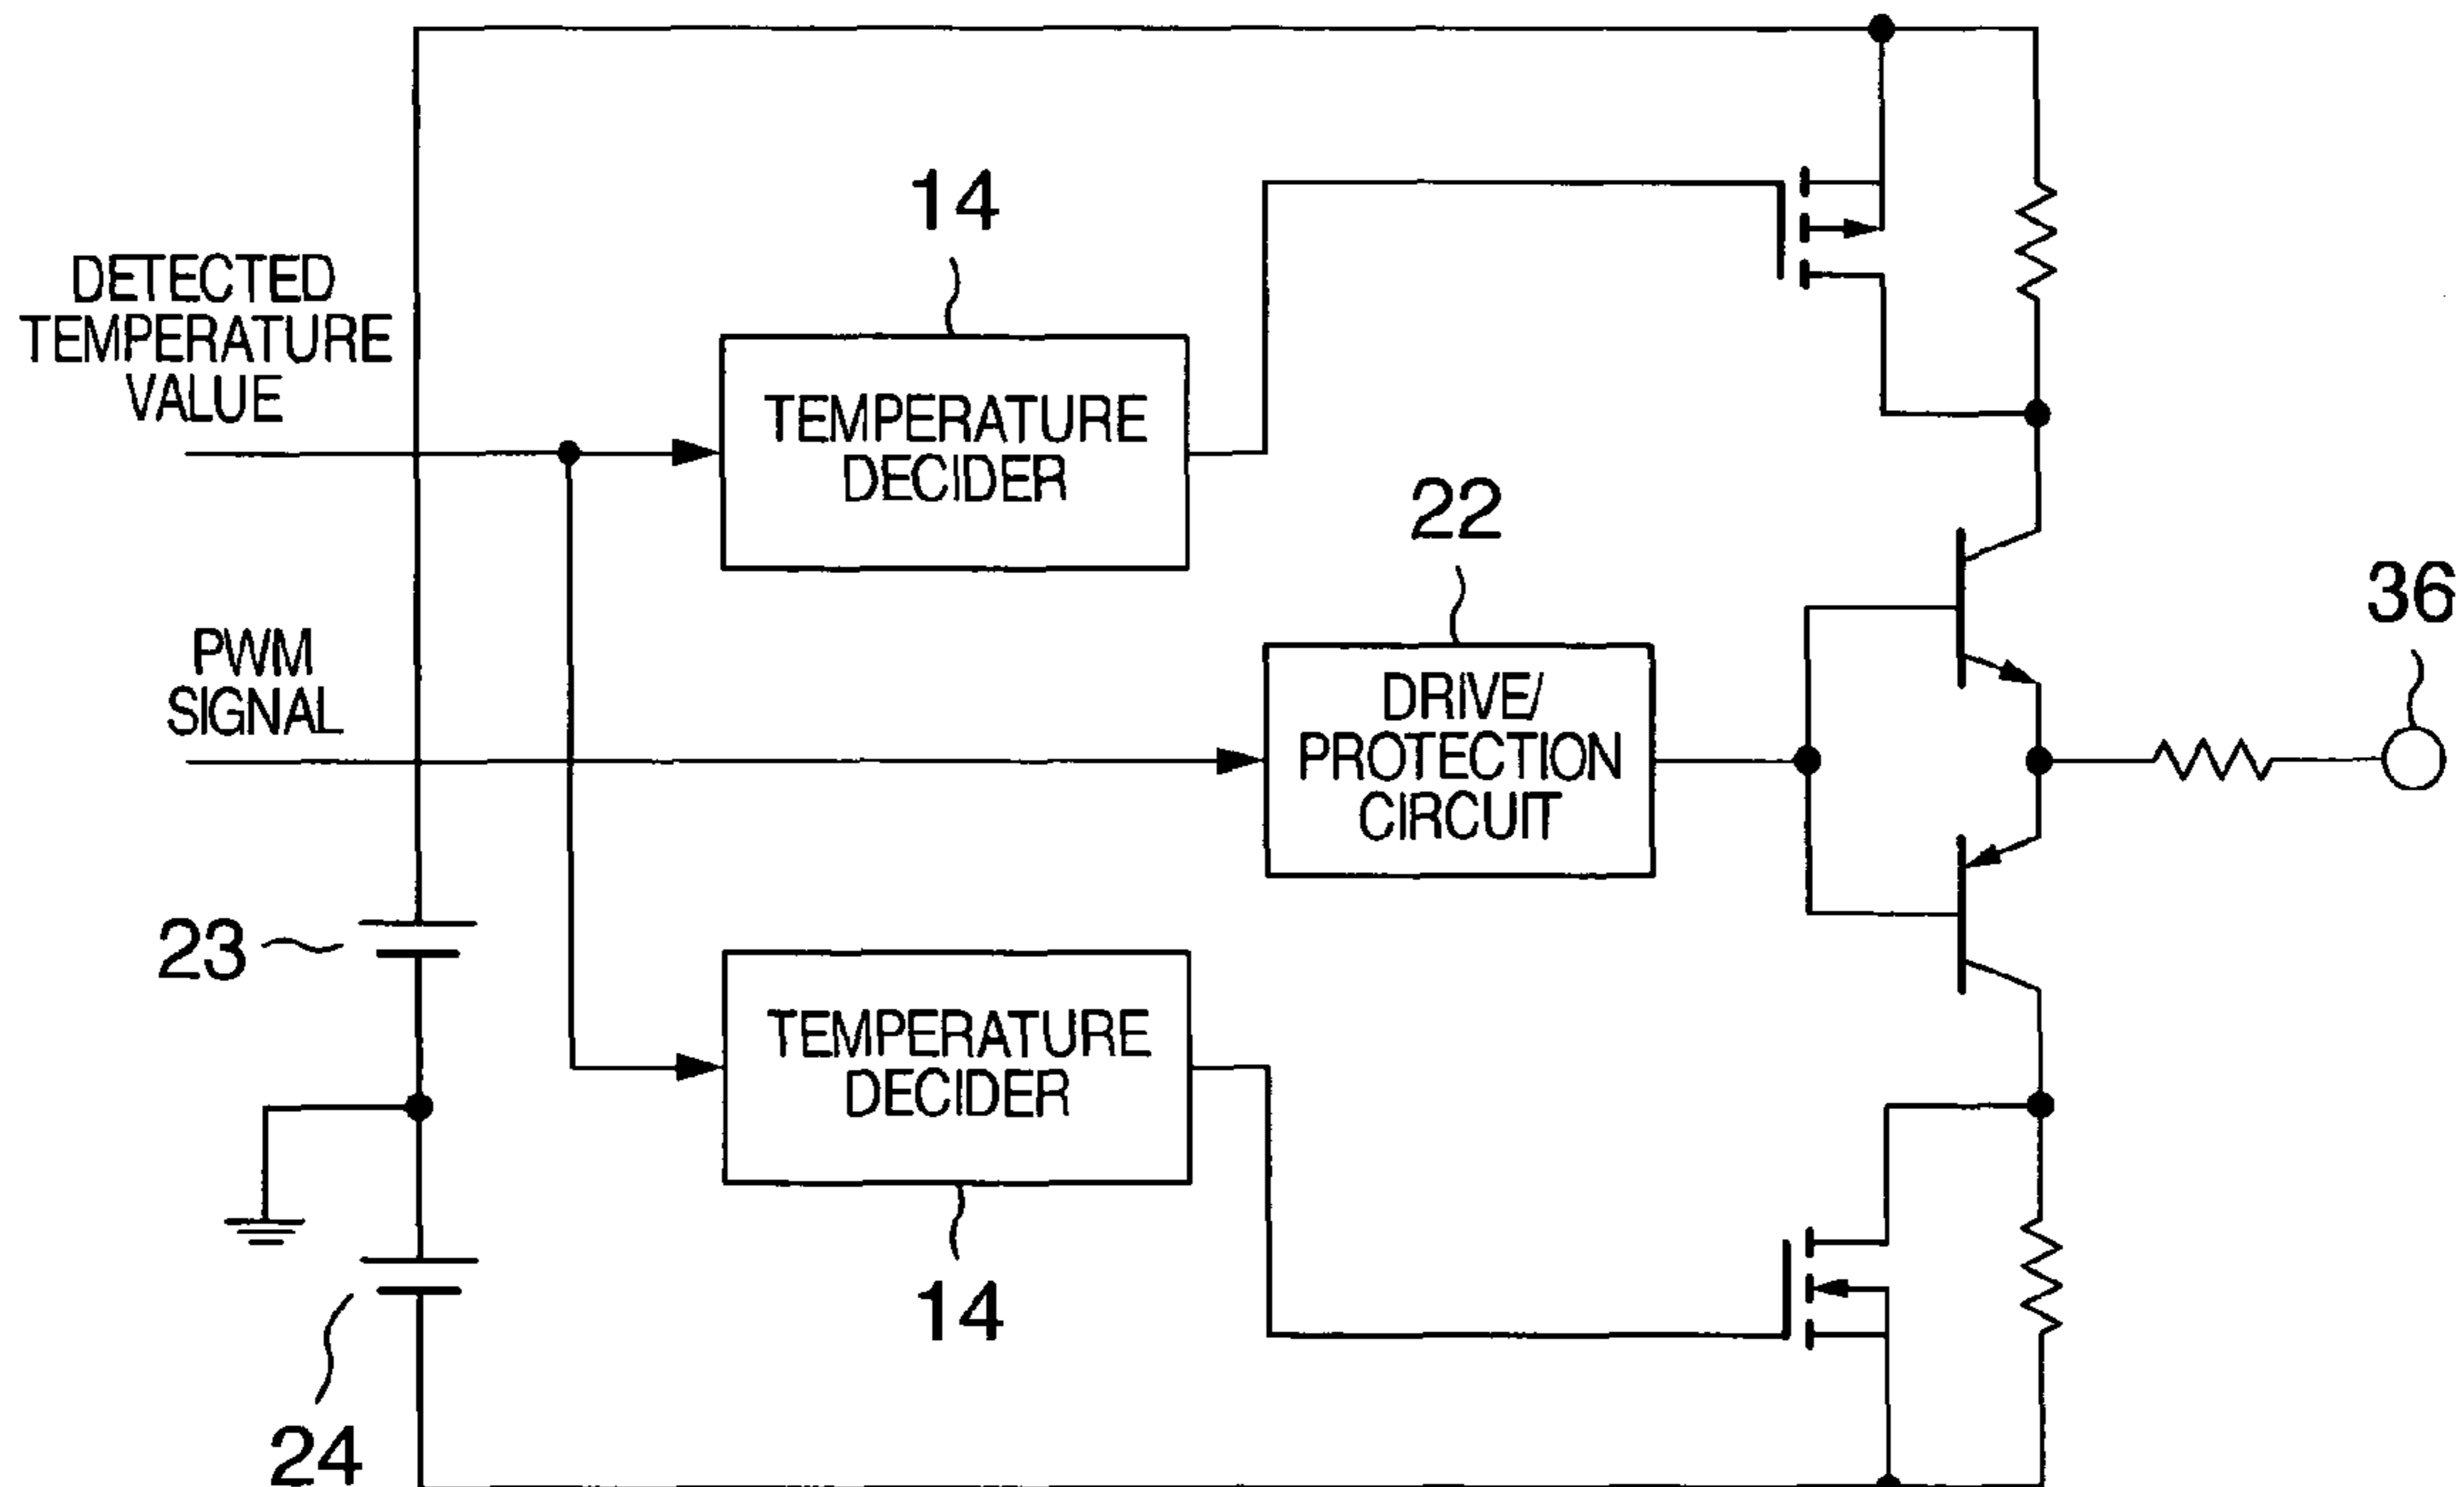 14
DETECTED
TEMPERATURE
VALUE
TEMPERATURE
DECIDER
22
36
PWM
SIGNAL
DRIVE/
PROTECTION
CIRCUIT
23
TEMPERATURE
DECIDER
14
24